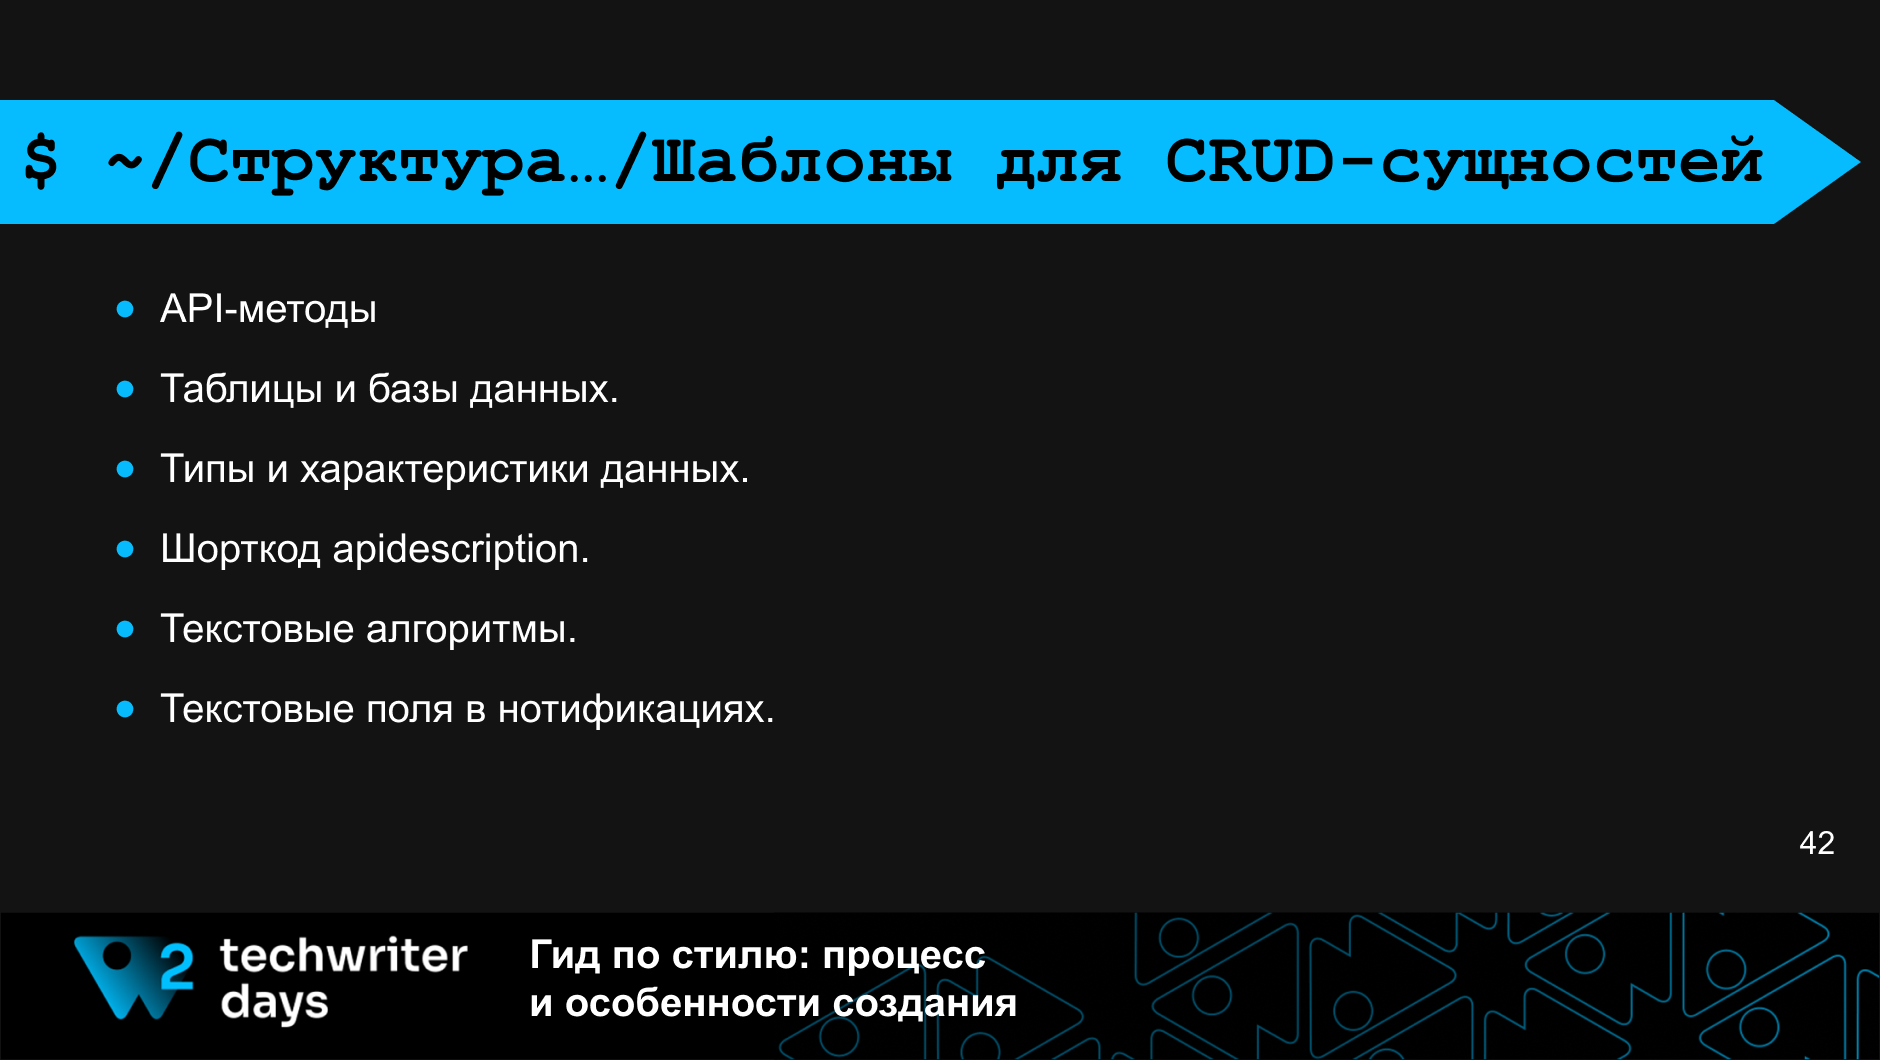 $ ~/Структура…/Шаблоны для CRUD-сущностей
● API-методы
● Таблицы и базы данных.
● Типы и характеристики данных.
● Шорткод apidescription.
● Текстовые алгоритмы.
● Текстовые поля в нотификациях.
42
2 techwriter
days
Гид по стилю: процесс
и особенности создания